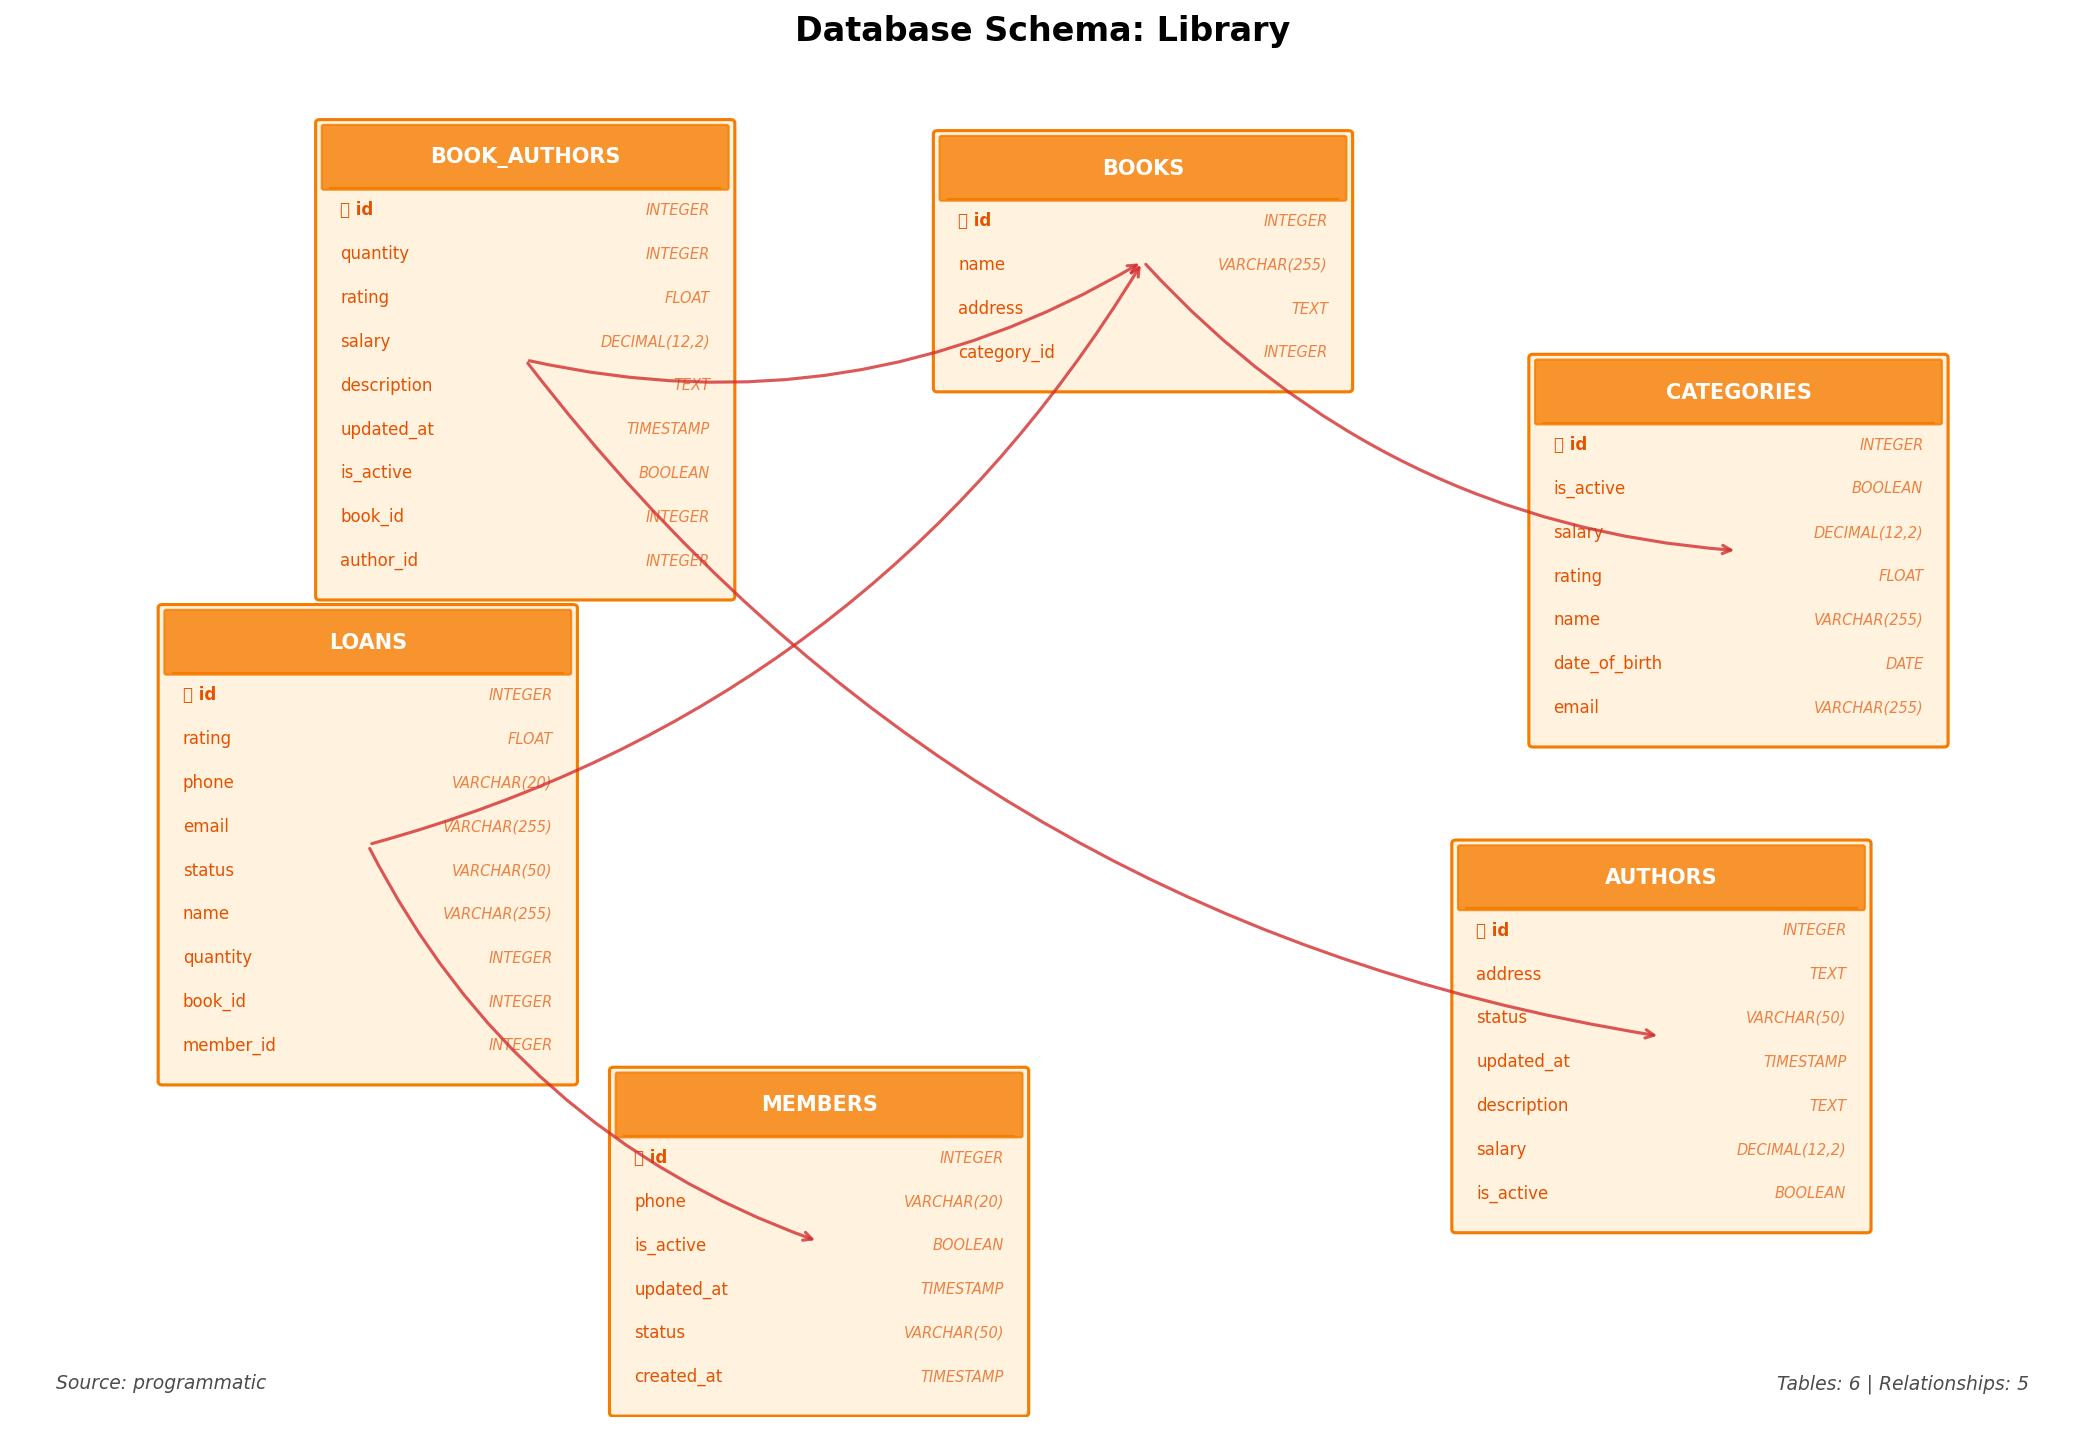 Database Schema: Library
BOOK_AUTHORS
id INTEGER
quantity INTEGER
rating FLOAT
salary DECIMAL(12,2)
description TEXT
updated_at TIMESTAMP
is_active BOOLEAN
book_id INTEGER
author_id INTEGER
BOOKS
id INTEGER
name VARCHAR(255)
address TEXT
category_id INTEGER
CATEGORIES
id INTEGER
is_active BOOLEAN
salary DECIMAL(12,2)
rating FLOAT
name VARCHAR(255)
date_of_birth DATE
email VARCHAR(255)
LOANS
id INTEGER
rating FLOAT
phone VARCHAR(20)
email VARCHAR(255)
status VARCHAR(50)
name VARCHAR(255)
quantity INTEGER
book_id INTEGER
member_id INTEGER
AUTHORS
id INTEGER
address TEXT
status VARCHAR(50)
updated_at TIMESTAMP
description TEXT
salary DECIMAL(12,2)
is_active BOOLEAN
MEMBERS
id INTEGER
phone VARCHAR(20)
is_active BOOLEAN
updated_at TIMESTAMP
status VARCHAR(50)
created_at TIMESTAMP
Source: programmatic
Tables: 6 | Relationships: 5